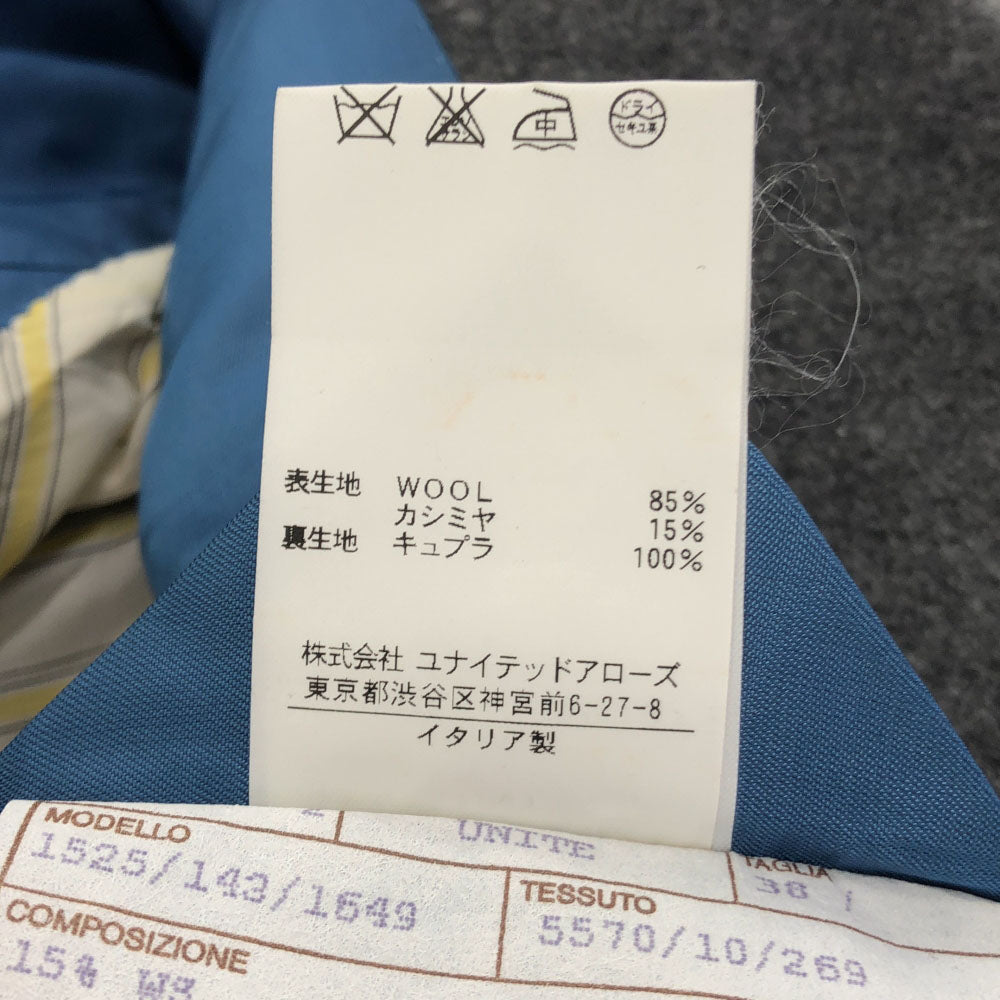 中
ドライ
セキユ系
表生地 WOOL 85%
カシミヤ 15%
裏生地 キュプラ 100%
株式会社 ユナイテッドアローズ
東京都渋谷区神宮前6-27-8
イタリア製
UNITE
MODELLO
1525/143/1649
TAGLIA
38
TESSUTO
5570/10/269
COMPOSIZIONE
15%